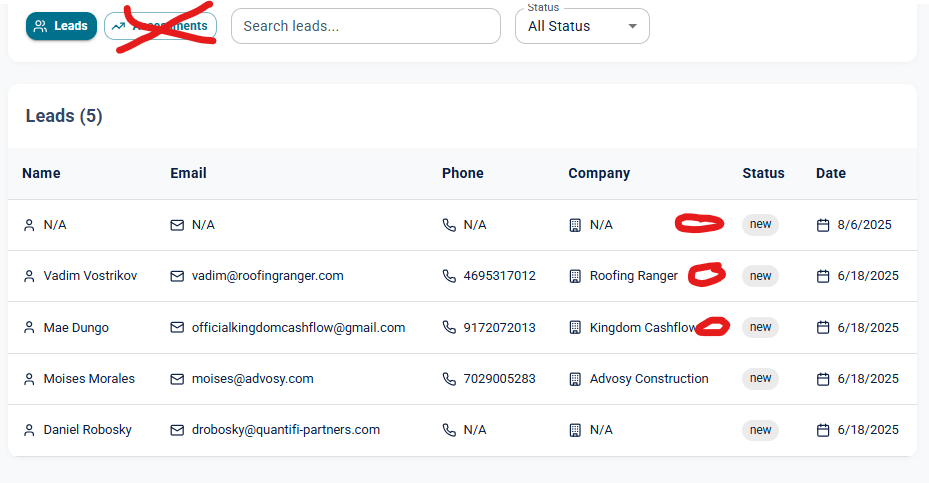 Status
Leads
Search leads...
All Status
Leads (5)
Name Email Phone Company Status Date
N/A N/A N/A N/A new 8/6/2025
Vadim Vostrikov vadim@roofingranger.com 4695317012 Roofing Ranger new 6/18/2025
Mae Dungo officialkingdomcashflow@gmail.com 9172072013 Kingdom Cashflow new 6/18/2025
Moises Morales moises@advosy.com 7029005283 Advosy Construction new 6/18/2025
Daniel Robosky drobosky@quantifi-partners.com N/A N/A new 6/18/2025